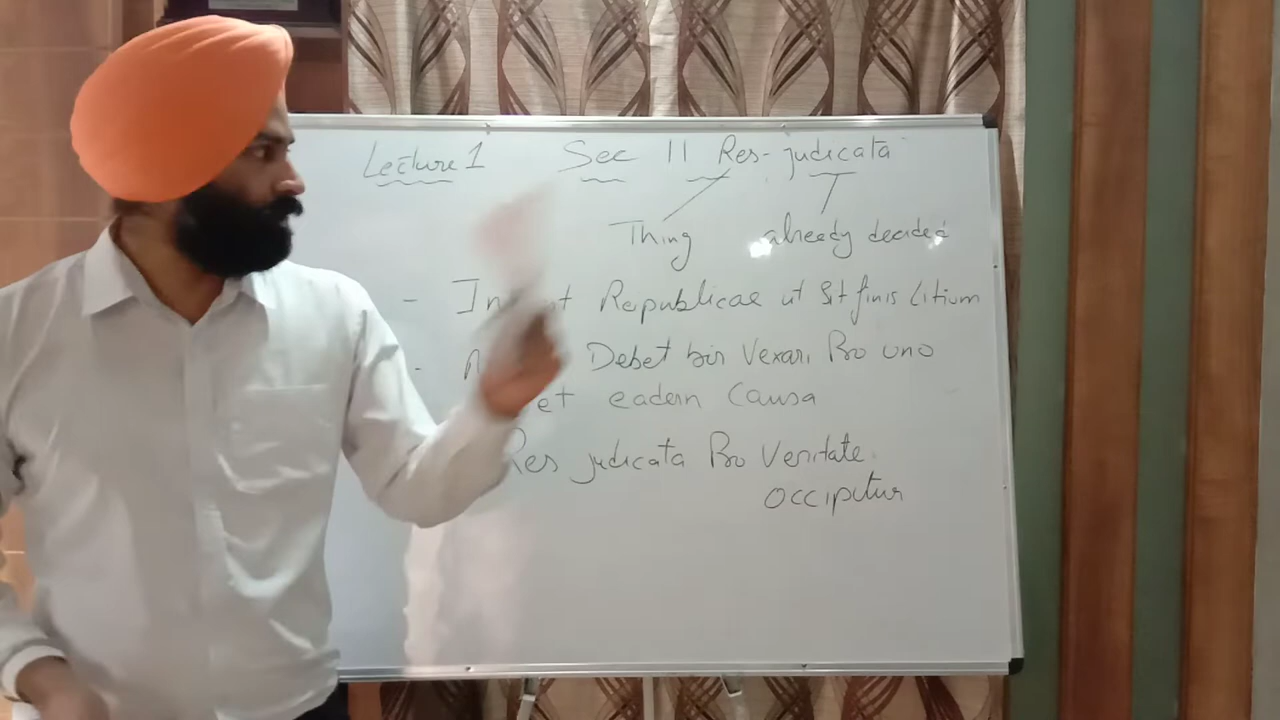 Lecture 1 Sec 11 Res-judicata
Thing already decided
- Republicae ut Sit finis Litium
- Debet bis Vexari Pro uno
et eadem Causa
Res judicata Pro Veritate
occipitur